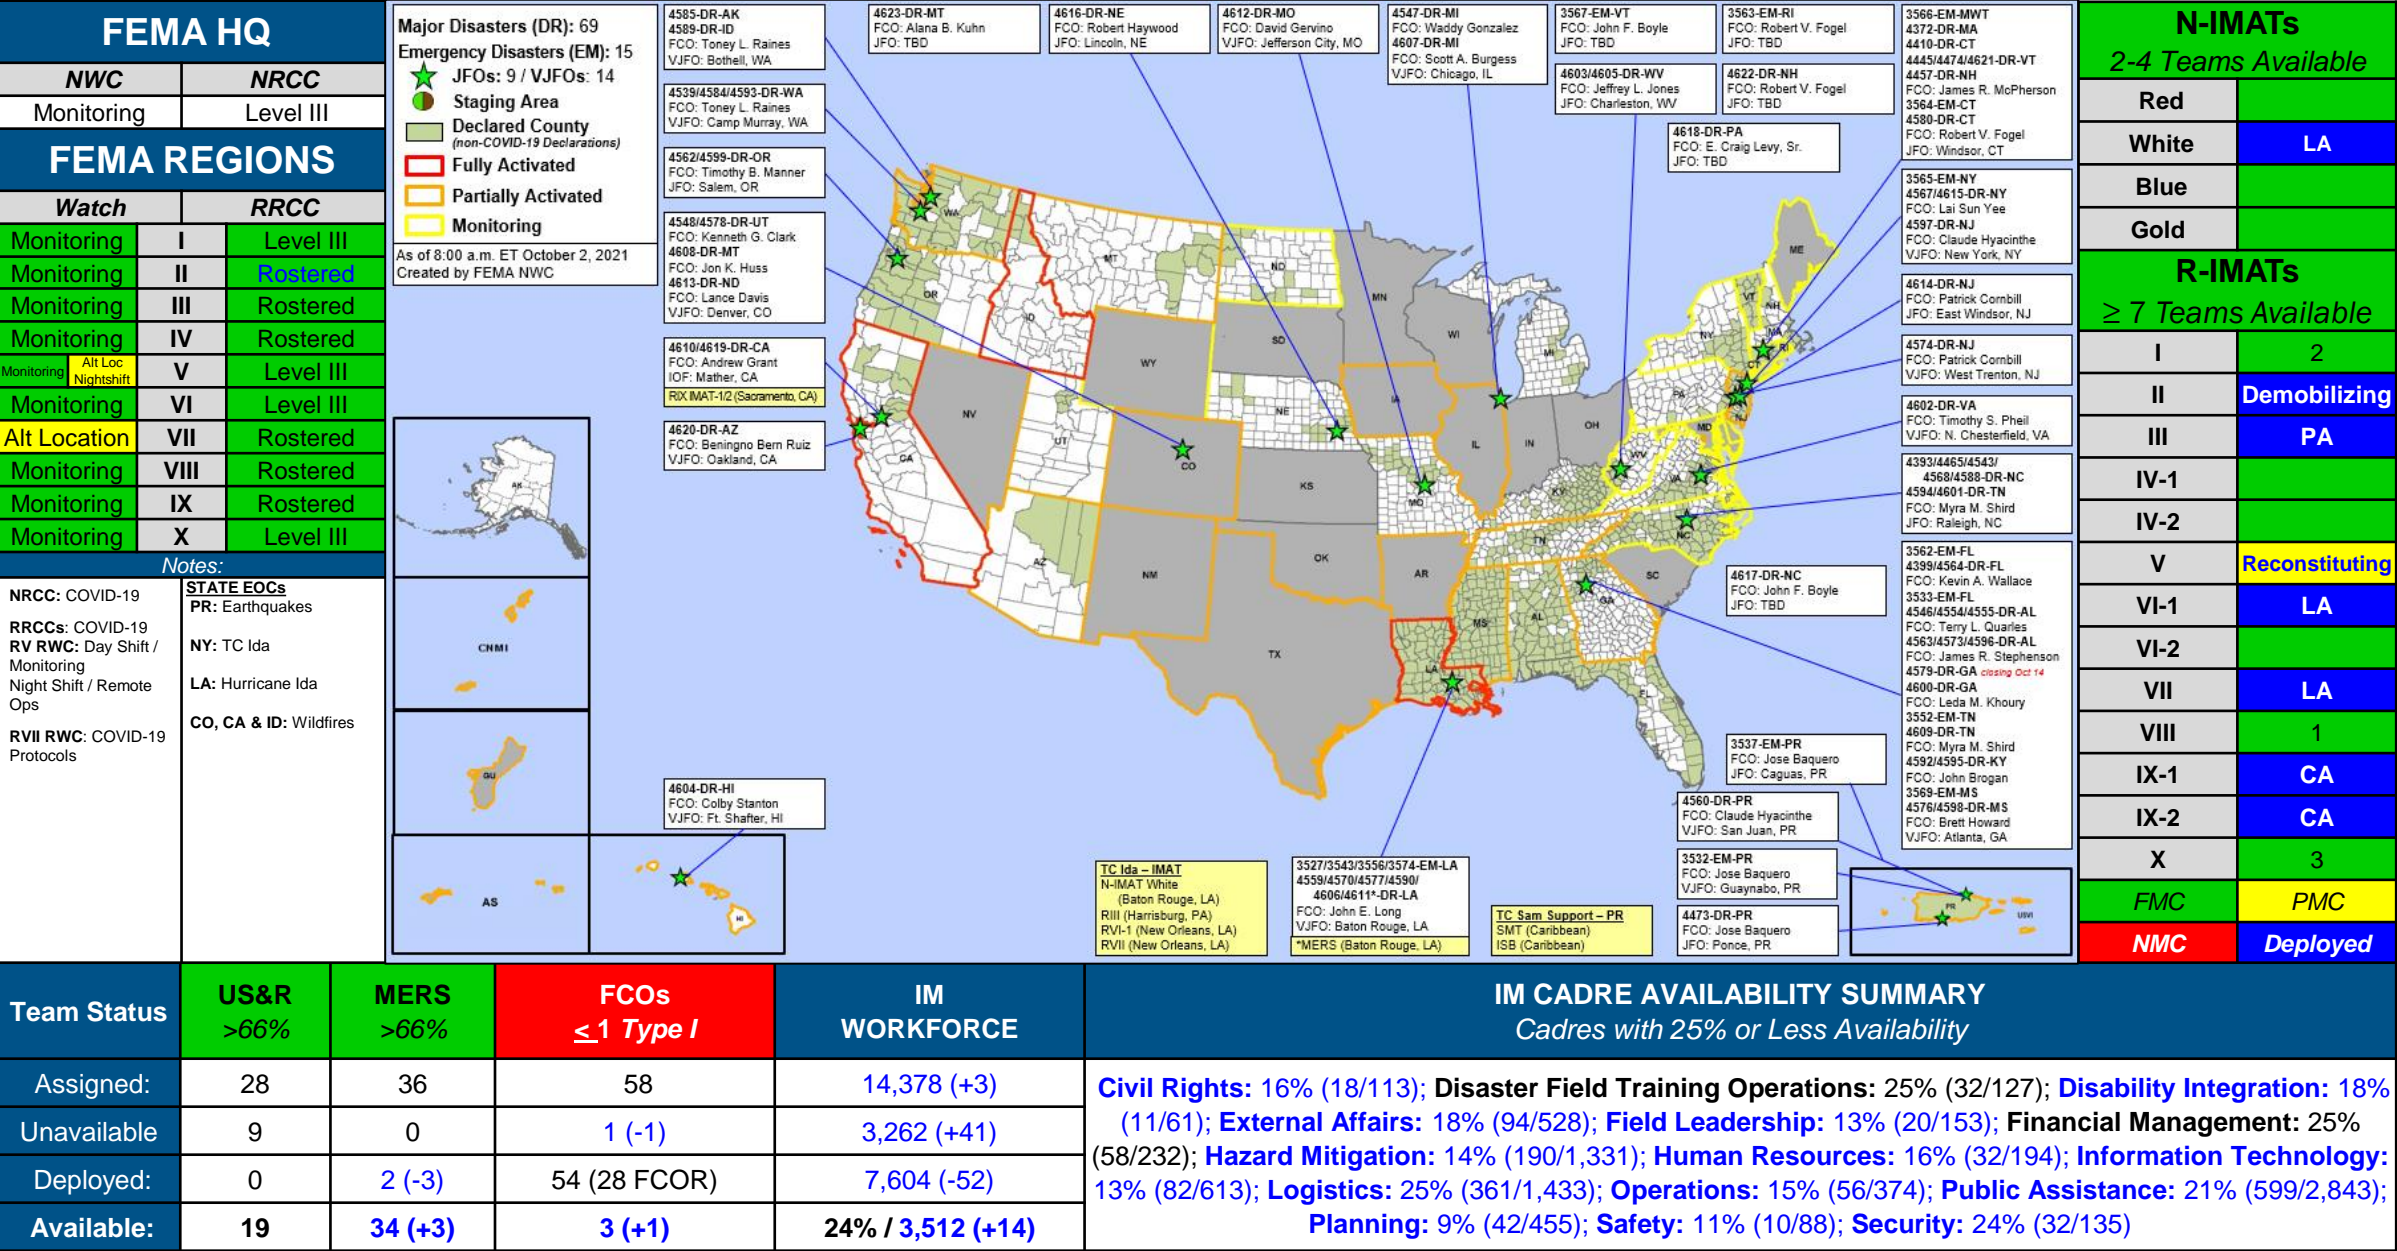 FEMA HQ
NWC NRCC
Monitoring Level III
FEMA REGIONS
Watch RRCC
Monitoring I Level III
Monitoring II Rostered
Monitoring III Rostered
Monitoring IV Rostered
Monitoring Alt Loc Nightshift V Level III
Monitoring VI Level III
Alt Location VII Rostered
Monitoring VIII Rostered
Monitoring IX Rostered
Monitoring X Level III
Notes:
NRCC: COVID-19
RRCCs: COVID-19
RV RWC: Day Shift /
Monitoring
Night Shift / Remote
Ops
RVII RWC: COVID-19
Protocols
STATE EOCs
PR: Earthquakes
NY: TC Ida
LA: Hurricane Ida
CO, CA & ID: Wildfires
Major Disasters (DR): 69
Emergency Disasters (EM): 15
JFOs: 9 / VJFOs: 14
Staging Area
Declared County
(non-COVID-19 Declarations)
Fully Activated
Partially Activated
Monitoring
As of 8:00 a.m. ET October 2, 2021
Created by FEMA NWC
4585-DR-AK
4589-DR-ID
FCO: Toney L. Raines
VJFO: Bothell, WA
4539/4584/4593-DR-WA
FCO: Toney L. Raines
VJFO: Camp Murray, WA
4562/4599-DR-OR
FCO: Timothy B. Manner
JFO: Salem, OR
4548/4578-DR-UT
FCO: Kenneth G. Clark
4608-DR-MT
FCO: Jon K. Huss
4613-DR-ND
FCO: Lance Davis
VJFO: Denver, CO
4610/4619-DR-CA
FCO: Andrew Grant
IOF: Mather, CA
RIX IMAT-1/2 (Sacramento, CA)
4620-DR-AZ
FCO: Beningno Bern Ruiz
VJFO: Oakland, CA
4604-DR-HI
FCO: Colby Stanton
VJFO: Ft. Shafter, HI
4623-DR-MT
FCO: Alana B. Kuhn
JFO: TBD
4616-DR-NE
FCO: Robert Haywood
JFO: Lincoln, NE
4612-DR-MO
FCO: David Gervino
VJFO: Jefferson City, MO
4547-DR-MI
FCO: Waddy Gonzalez
4607-DR-MI
FCO: Scott A. Burgess
VJFO: Chicago, IL
3567-EM-VT
FCO: John F. Boyle
JFO: TBD
3563-EM-RI
FCO: Robert V. Fogel
JFO: TBD
4603/4605-DR-WV
FCO: Jeffrey L. Jones
JFO: Charleston, WV
4622-DR-NH
FCO: Robert V. Fogel
JFO: TBD
4618-DR-PA
FCO: E. Craig Levy, Sr.
JFO: TBD
3566-EM-MWT
4372-DR-MA
4410-DR-CT
4445/4474/4621-DR-VT
4457-DR-NH
FCO: James R. McPherson
3564-EM-CT
4580-DR-CT
FCO: Robert V. Fogel
JFO: Windsor, CT
3565-EM-NY
4567/4615-DR-NY
FCO: Lai Sun Yee
4597-DR-NJ
FCO: Claude Hyacinthe
VJFO: New York, NY
4614-DR-NJ
FCO: Patrick Cornbill
JFO: East Windsor, NJ
4574-DR-NJ
FCO: Patrick Cornbill
VJFO: West Trenton, NJ
4602-DR-VA
FCO: Timothy S. Pheil
VJFO: N. Chesterfield, VA
4393/4465/4543/
4568/4588-DR-NC
4594/4601-DR-TN
FCO: Myra M. Shird
JFO: Raleigh, NC
4617-DR-NC
FCO: John F. Boyle
JFO: TBD
3562-EM-FL
4399/4564-DR-FL
FCO: Kevin A. Wallace
3533-EM-FL
4546/4554/4555-DR-AL
FCO: Terry L. Quarles
4563/4573/4596-DR-AL
FCO: James R. Stephenson
4579-DR-GA closing Oct 14
4600-DR-GA
FCO: Leda M. Khoury
3552-EM-TN
4609-DR-TN
FCO: Myra M. Shird
4592/4595-DR-KY
FCO: John Brogan
3569-EM-MS
4576/4598-DR-MS
FCO: Brett Howard
VJFO: Atlanta, GA
3537-EM-PR
FCO: Jose Baquero
JFO: Caguas, PR
4560-DR-PR
FCO: Claude Hyacinthe
VJFO: San Juan, PR
3532-EM-PR
FCO: Jose Baquero
VJFO: Guaynabo, PR
4473-DR-PR
FCO: Jose Baquero
JFO: Ponce, PR
TC Ida – IMAT
N-IMAT White
(Baton Rouge, LA)
RIII (Harrisburg, PA)
RVI-1 (New Orleans, LA)
RVII (New Orleans, LA)
3527/3543/3556/3574-EM-LA
4559/4570/4577/4590/
4606/4611*-DR-LA
FCO: John E. Long
VJFO: Baton Rouge, LA
*MERS (Baton Rouge, LA)
TC Sam Support – PR
SMT (Caribbean)
ISB (Caribbean)
WA
MT
ND
MN
OR
ID
WY
SD
WI
MI
NY
VT
NH
ME
MA
RI
CT
NV
UT
CA
CO
NE
IA
IL
IN
OH
PA
NJ
MD
WV
VA
KS
MO
KY
NC
TN
SC
AZ
NM
OK
AR
TX
LA
MS
AL
GA
FL
AK
CNMI
GU
AS
HI
PR
USVI
N-IMATs
2-4 Teams Available
Red
White LA
Blue
Gold
R-IMATs
≥ 7 Teams Available
I 2
II Demobilizing
III PA
IV-1
IV-2
V Reconstituting
VI-1 LA
VI-2
VII LA
VIII 1
IX-1 CA
IX-2 CA
X 3
FMC PMC
NMC Deployed
Team Status
US&R >66%
MERS >66%
FCOs < 1 Type I
IM WORKFORCE
Assigned: 28 36 58 14,378 (+3)
Unavailable 9 0 1 (-1) 3,262 (+41)
Deployed: 0 2 (-3) 54 (28 FCOR) 7,604 (-52)
Available: 19 34 (+3) 3 (+1) 24% / 3,512 (+14)
IM CADRE AVAILABILITY SUMMARY
Cadres with 25% or Less Availability
Civil Rights: 16% (18/113); Disaster Field Training Operations: 25% (32/127); Disability Integration: 18%
(11/61); External Affairs: 18% (94/528); Field Leadership: 13% (20/153); Financial Management: 25%
(58/232); Hazard Mitigation: 14% (190/1,331); Human Resources: 16% (32/194); Information Technology:
13% (82/613); Logistics: 25% (361/1,433); Operations: 15% (56/374); Public Assistance: 21% (599/2,843);
Planning: 9% (42/455); Safety: 11% (10/88); Security: 24% (32/135)